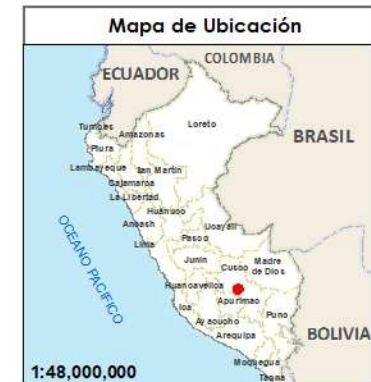 Mapa de Ubicación
COLOMBIA
ECUADOR
Loreto
Tumbes
Amazonas
BRASIL
Piura
Lambayeque
San Martin
Cajamarca
La Libertad
Huánuco
Ancash
Ucayali
Pasco
OCEANO PACIFICO
Lima
Junin
Cusco
Madre
de Dios
Huancavelica
Apurimac
Ica
Puno
Ayacucho
BOLIVIA
Arequipa
Moquegua
Tacna
1:48,000,000